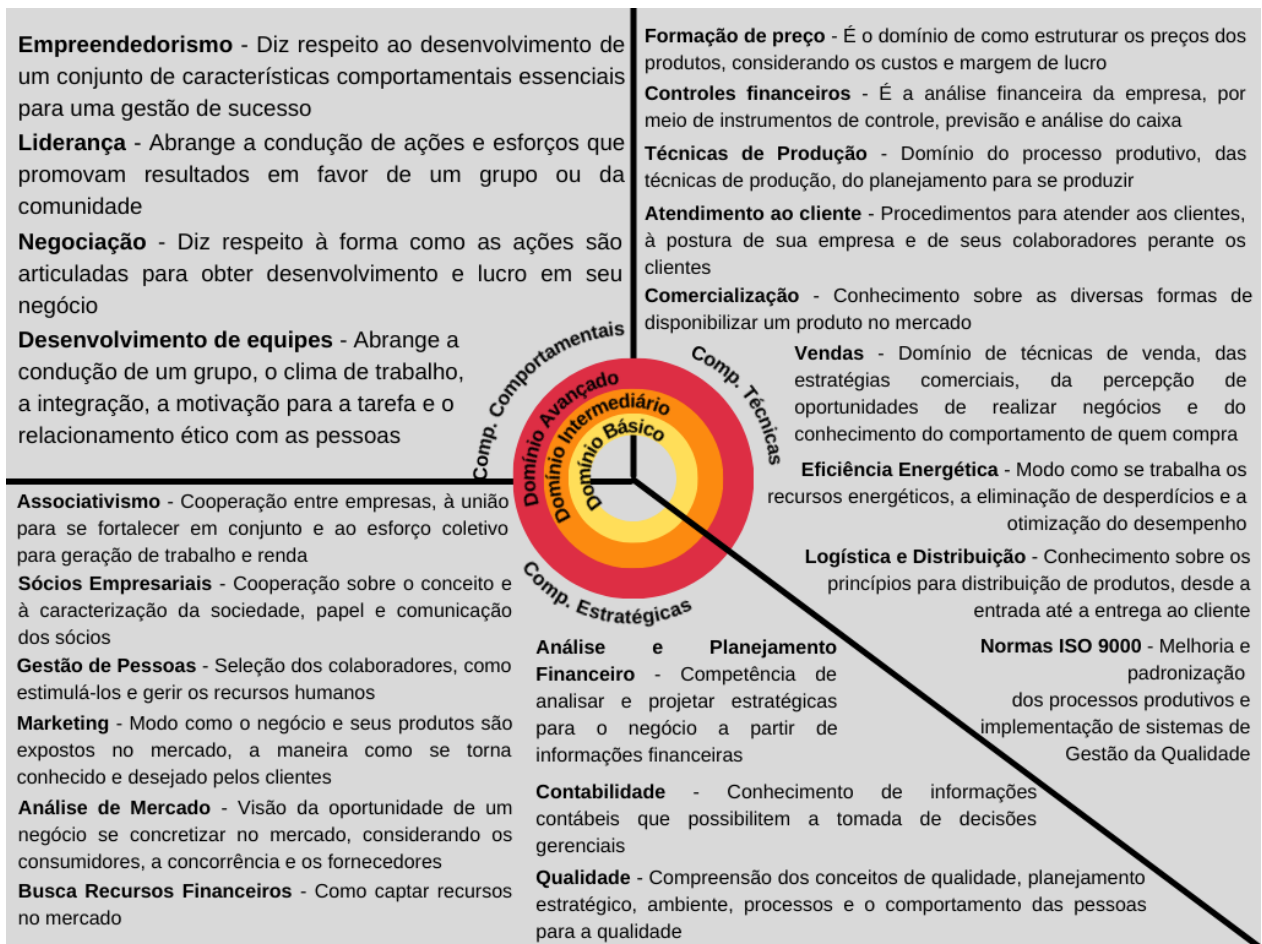 Empreendedorismo - Diz respeito ao desenvolvimento de
um conjunto de características comportamentais essenciais
para uma gestão de sucesso
Liderança - Abrange a condução de ações e esforços que
promovam resultados em favor de um grupo ou da
comunidade
Negociação - Diz respeito à forma como as ações são
articuladas para obter desenvolvimento e lucro em seu
negócio
Desenvolvimento de equipes - Abrange a
condução de um grupo, o clima de trabalho,
a integração, a motivação para a tarefa e o
relacionamento ético com as pessoas
Formação de preço - É o domínio de como estruturar os preços dos
produtos, considerando os custos e margem de lucro
Controles financeiros - É a análise financeira da empresa, por
meio de instrumentos de controle, previsão e análise do caixa
Técnicas de Produção - Domínio do processo produtivo, das
técnicas de produção, do planejamento para se produzir
Atendimento ao cliente - Procedimentos para atender aos clientes,
à postura de sua empresa e de seus colaboradores perante os
clientes
Comercialização - Conhecimento sobre as diversas formas de
disponibilizar um produto no mercado
Vendas - Domínio de técnicas de venda, das
estratégias comerciais, da percepção de
oportunidades de realizar negócios e do
conhecimento do comportamento de quem compra
Eficiência Energética - Modo como se trabalha os
recursos energéticos, a eliminação de desperdícios e a
otimização do desempenho
Logística e Distribuição - Conhecimento sobre os
princípios para distribuição de produtos, desde a
entrada até a entrega ao cliente
Normas ISO 9000 - Melhoria e
padronização
dos processos produtivos e
implementação de sistemas de
Gestão da Qualidade
Comp. Comportamentais
Comp. Técnicas
Domínio Avançado
Domínio Intermediário
Domínio Básico
Comp. Estratégicas
Associativismo - Cooperação entre empresas, à união
para se fortalecer em conjunto e ao esforço coletivo
para geração de trabalho e renda
Sócios Empresariais - Cooperação sobre o conceito e
à caracterização da sociedade, papel e comunicação
dos sócios
Gestão de Pessoas - Seleção dos colaboradores, como
estimulá-los e gerir os recursos humanos
Marketing - Modo como o negócio e seus produtos são
expostos no mercado, a maneira como se torna
conhecido e desejado pelos clientes
Análise de Mercado - Visão da oportunidade de um
negócio se concretizar no mercado, considerando os
consumidores, a concorrência e os fornecedores
Busca Recursos Financeiros - Como captar recursos
no mercado
Análise e Planejamento
Financeiro - Competência de
analisar e projetar estratégicas
para o negócio a partir de
informações financeiras
Contabilidade - Conhecimento de informações
contábeis que possibilitem a tomada de decisões
gerenciais
Qualidade - Compreensão dos conceitos de qualidade, planejamento
estratégico, ambiente, processos e o comportamento das pessoas
para a qualidade